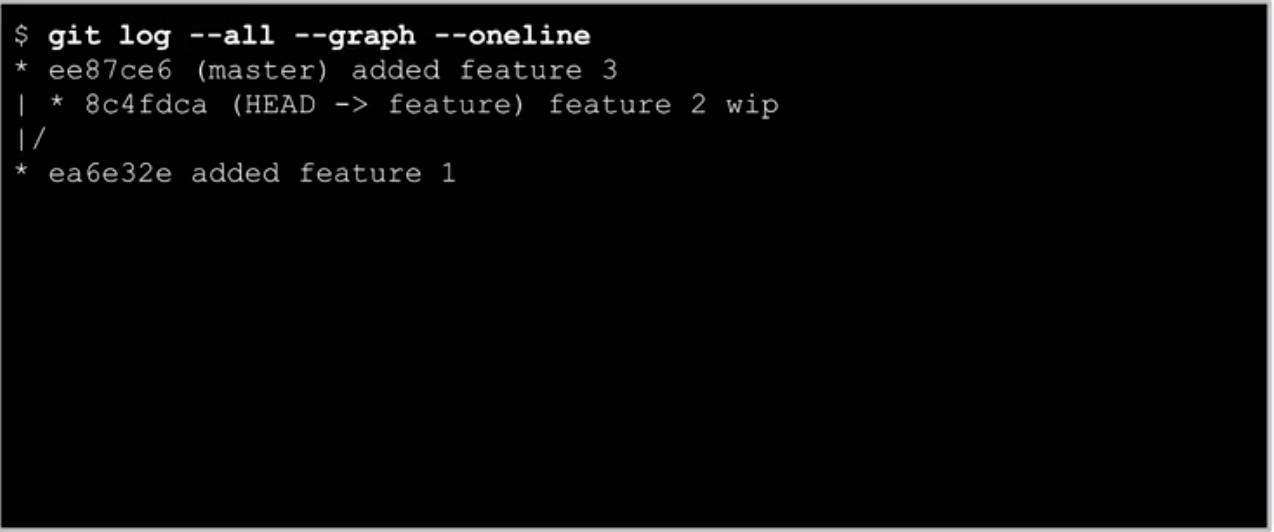 $ git log --all --graph --oneline
* ee87ce6 (master) added feature 3
| * 8c4fdca (HEAD -> feature) feature 2 wip
|/
* ea6e32e added feature 1